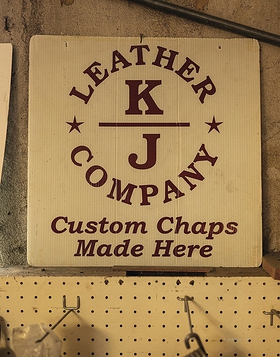 LEATHER
K
J
COMPANY
Custom Chaps
Made Here